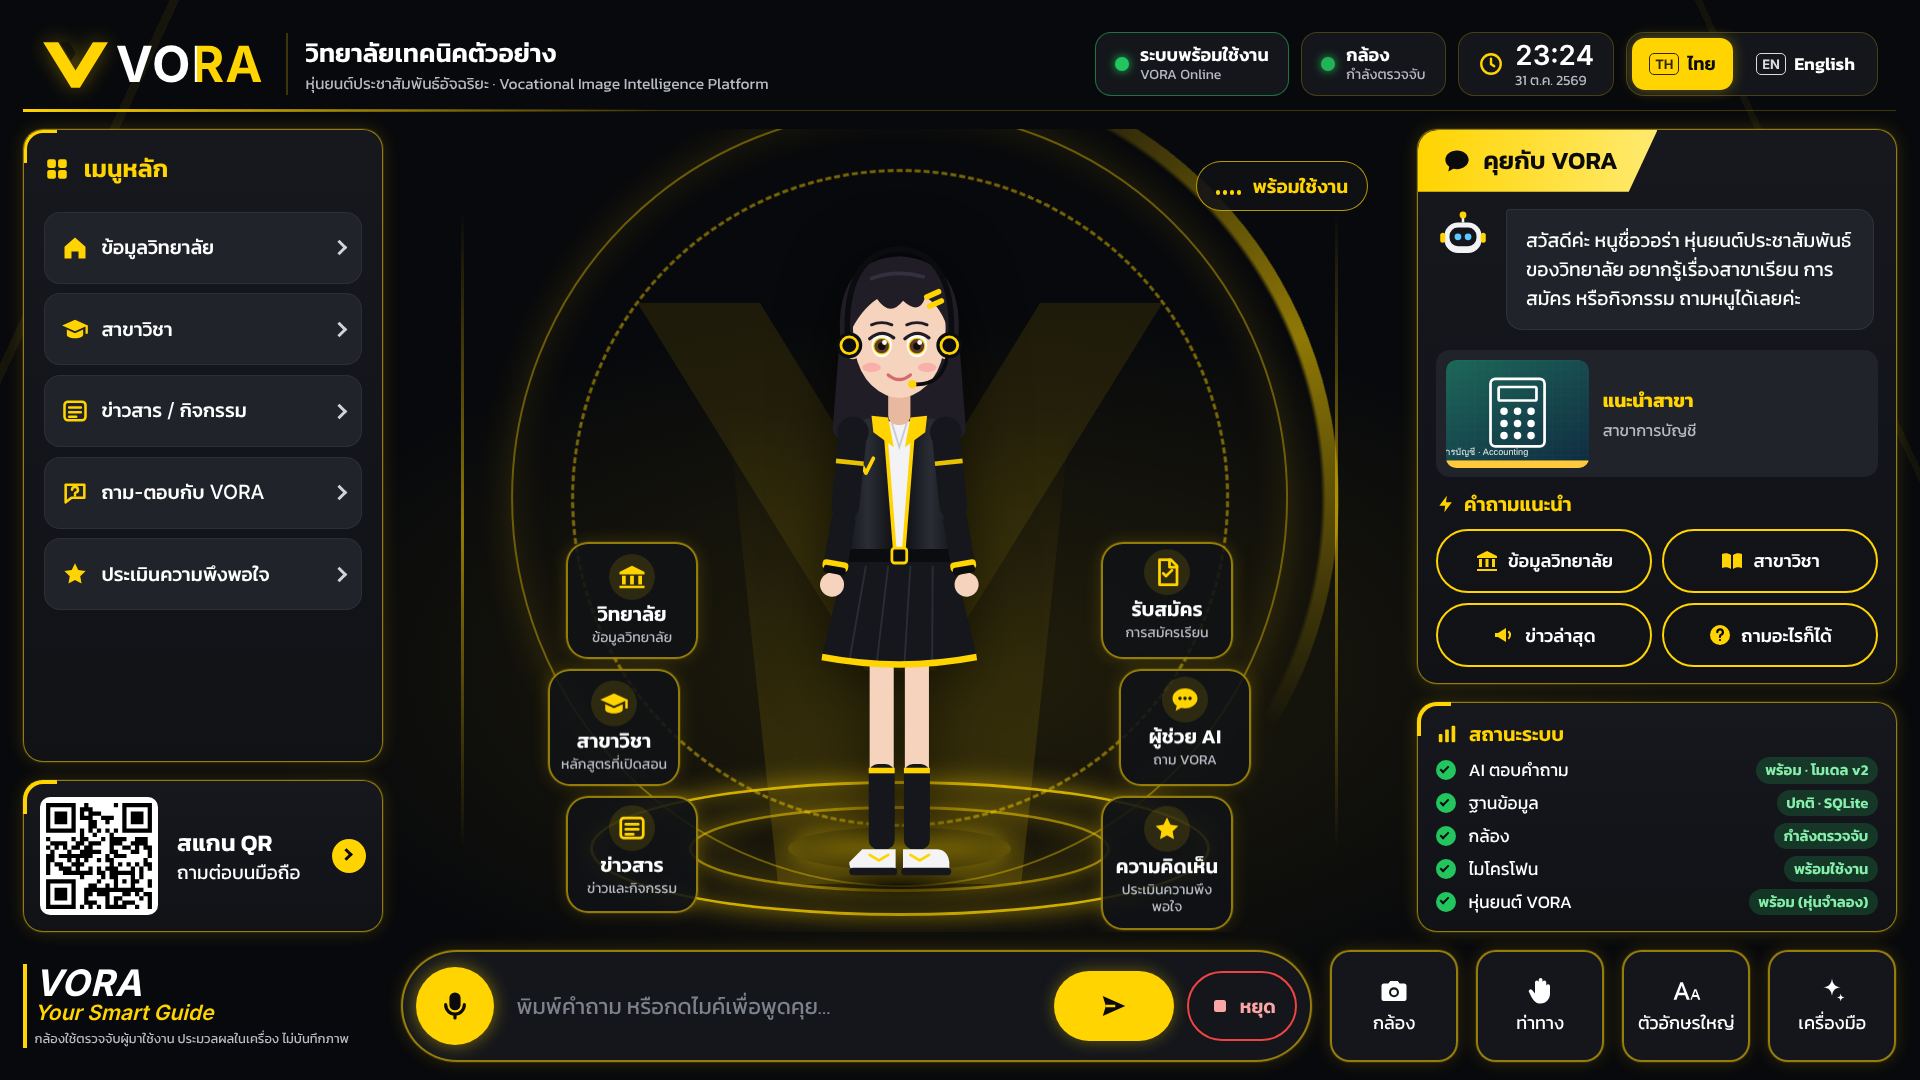 VORA
วิทยาลัยเทคนิคตัวอย่าง
หุ่นยนต์ประชาสัมพันธ์อัจฉริยะ · Vocational Image Intelligence Platform
ระบบพร้อมใช้งาน
VORA Online
กล้อง
กำลังตรวจจับ
23:24
31 ต.ค. 2569
TH ไทย
EN English
เมนูหลัก
ข้อมูลวิทยาลัย
สาขาวิชา
ข่าวสาร / กิจกรรม
ถาม-ตอบกับ VORA
ประเมินความพึงพอใจ
สแกน QR
ถามต่อบนมือถือ
VORA
Your Smart Guide
กล้องใช้ตรวจจับผู้มาใช้งาน ประมวลผลในเครื่อง ไม่บันทึกภาพ
.... พร้อมใช้งาน
วิทยาลัย
ข้อมูลวิทยาลัย
สาขาวิชา
หลักสูตรที่เปิดสอน
ข่าวสาร
ข่าวและกิจกรรม
รับสมัคร
การสมัครเรียน
ผู้ช่วย AI
ถาม VORA
ความคิดเห็น
ประเมินความพึง
พอใจ
พิมพ์คำถาม หรือกดไมค์เพื่อพูดคุย...
หยุด
คุยกับ VORA
สวัสดีค่ะ หนูชื่อวอร่า หุ่นยนต์ประชาสัมพันธ์
ของวิทยาลัย อยากรู้เรื่องสาขาเรียน การ
สมัคร หรือกิจกรรม ถามหนูได้เลยค่ะ
ารบัญชี · Accounting
แนะนำสาขา
สาขาการบัญชี
คำถามแนะนำ
ข้อมูลวิทยาลัย
สาขาวิชา
ข่าวล่าสุด
ถามอะไรก็ได้
สถานะระบบ
AI ตอบคำถาม พร้อม · โมเดล v2
ฐานข้อมูล ปกติ · SQLite
กล้อง กำลังตรวจจับ
ไมโครโฟน พร้อมใช้งาน
หุ่นยนต์ VORA พร้อม (หุ่นจำลอง)
กล้อง
ท่าทาง
AA
ตัวอักษรใหญ่
เครื่องมือ